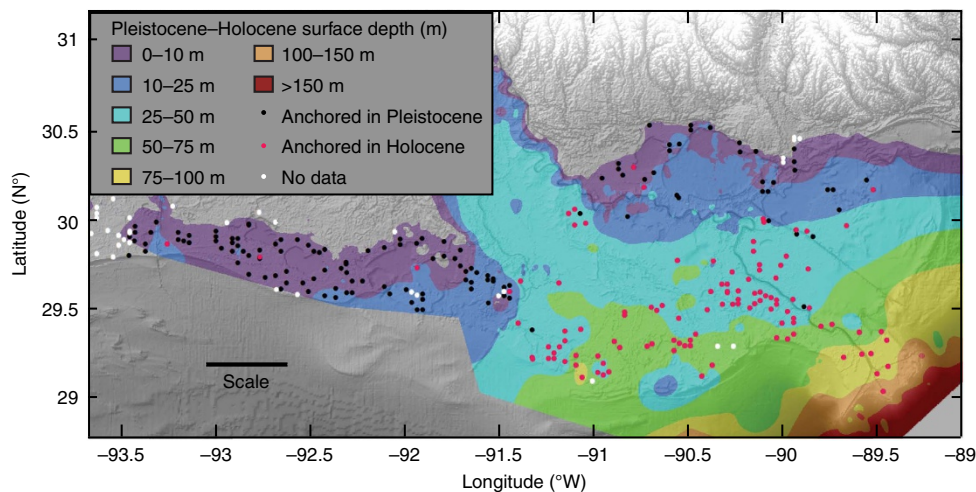 Pleistocene–Holocene surface depth (m)
0–10 m
10–25 m
25–50 m
50–75 m
75–100 m
100–150 m
>150 m
Anchored in Pleistocene
Anchored in Holocene
No data
Scale
Latitude (N°)
31
30.5
30
29.5
29
–93.5
–93
–92.5
–92
–91.5
–91
–90.5
–90
–89.5
–89
Longitude (°W)